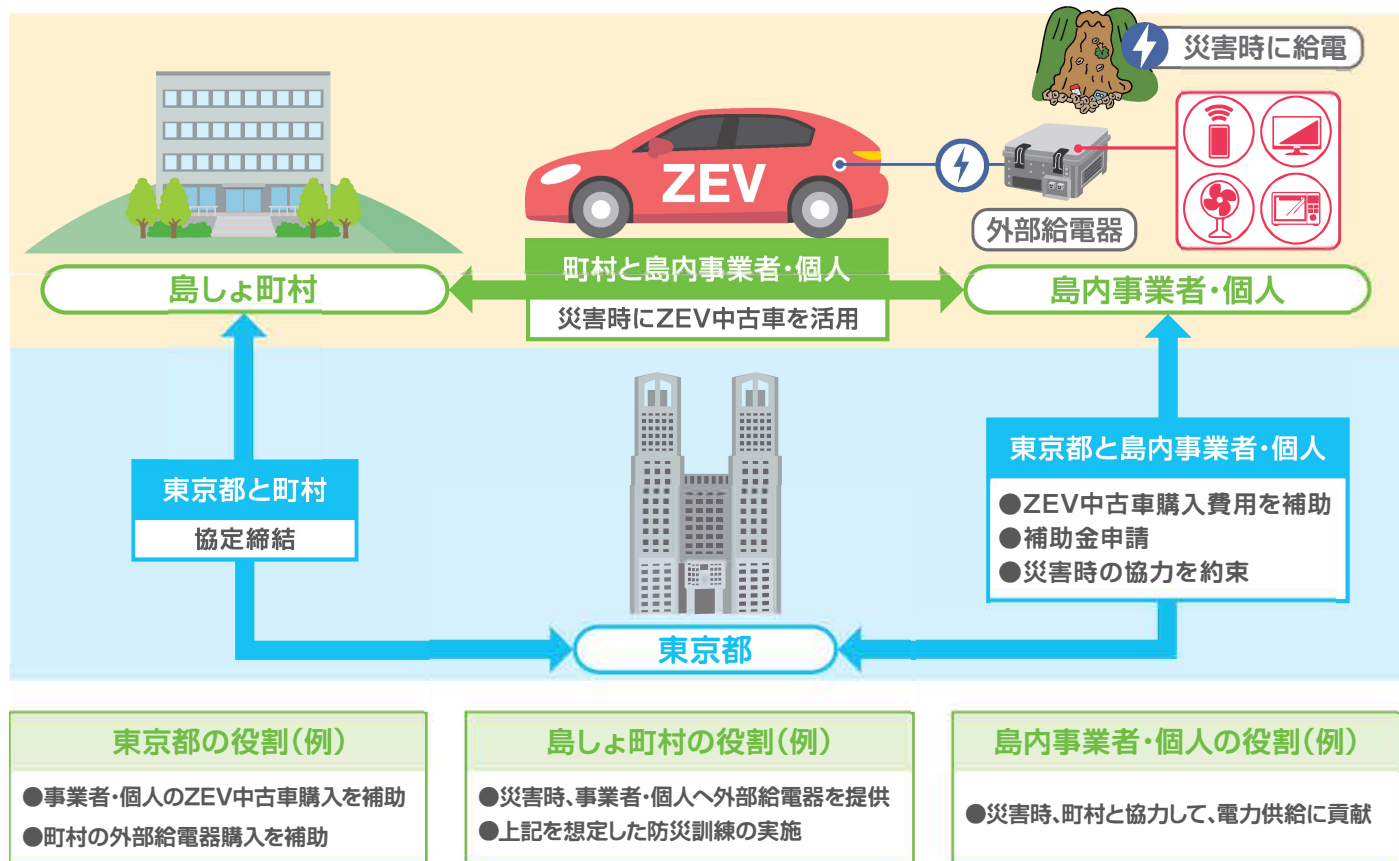 災害時に給電
ZEV
外部給電器
島しょ町村
町村と島内事業者・個人
災害時にZEV中古車を活用
島内事業者・個人
東京都と町村
協定締結
東京都と島内事業者・個人
●ZEV中古車購入費用を補助
●補助金申請
●災害時の協力を約束
東京都
東京都の役割(例)
●事業者・個人のZEV中古車購入を補助
●町村の外部給電器購入を補助
島しょ町村の役割(例)
●災害時、事業者・個人へ外部給電器を提供
●上記を想定した防災訓練の実施
島内事業者・個人の役割(例)
●災害時、町村と協力して、電力供給に貢献